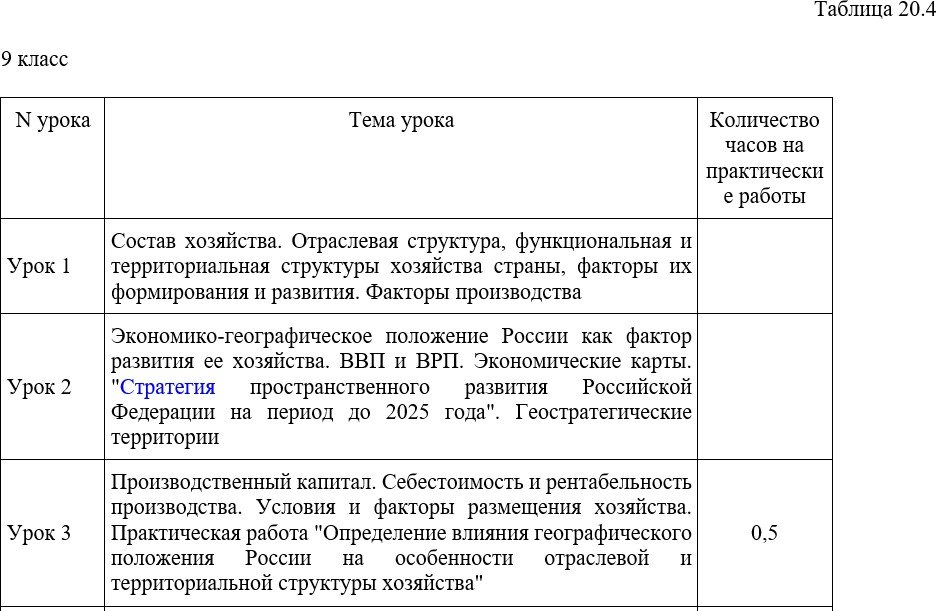 Таблица 20.4
9 класс
N урока
Тема урока
Количество
часов на
практически
е работы
Урок 1
Состав хозяйства. Отраслевая структура, функциональная и
территориальная структуры хозяйства страны, факторы их
формирования и развития. Факторы производства
Урок 2
Экономико-географическое положение России как фактор
развития ее хозяйства. ВВП и ВРП. Экономические карты.
"Стратегия пространственного развития Российской
Федерации на период до 2025 года". Геостратегические
территории
Урок 3
Производственный капитал. Себестоимость и рентабельность
производства. Условия и факторы размещения хозяйства.
Практическая работа "Определение влияния географического
положения России на особенности отраслевой и
территориальной структуры хозяйства"
0,5